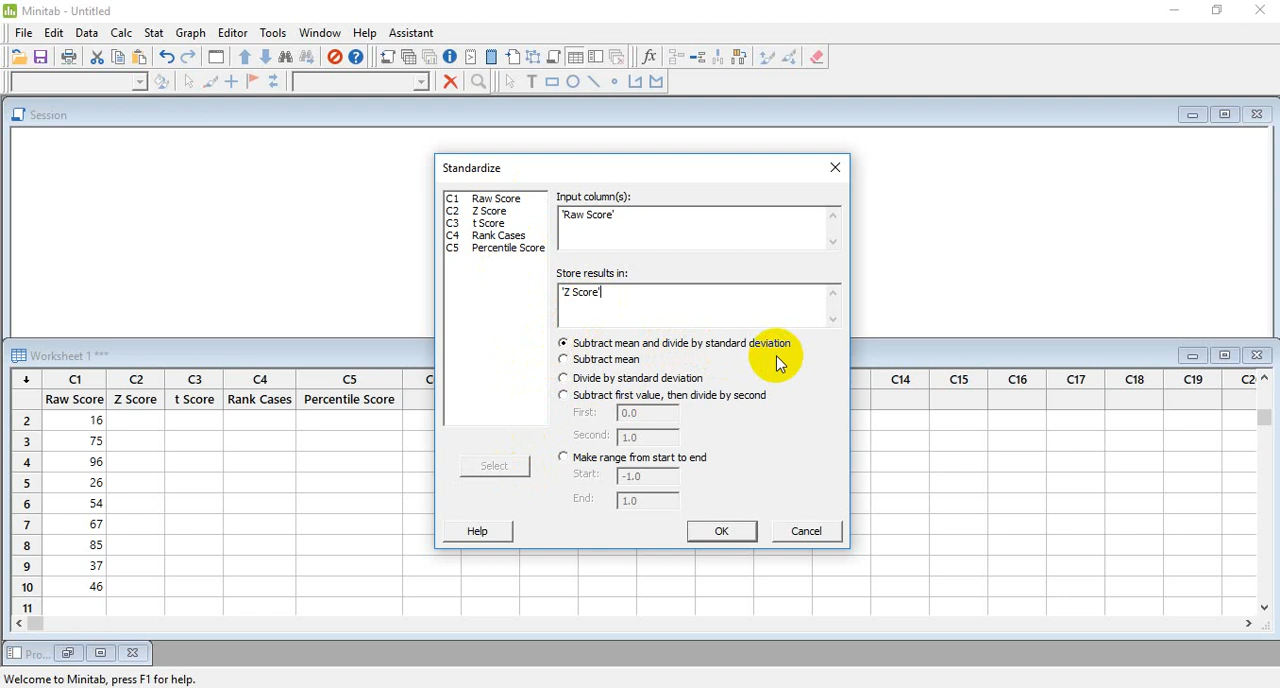 Minitab - Untitled
File Edit Data Calc Stat Graph Editor Tools Window Help Assistant
Session
Standardize
C1 Raw Score
C2 Z Score
C3 t Score
C4 Rank Cases
C5 Percentile Score
Input column(s):
'Raw Score'
Store results in:
'Z Score'
Subtract mean and divide by standard deviation
Subtract mean
Divide by standard deviation
Subtract first value, then divide by second
First: 0.0
Second: 1.0
Make range from start to end
Start: -1.0
End: 1.0
Select
Help OK Cancel
Worksheet 1 ***
C1 C2 C3 C4 C5 C14 C15 C16 C17 C18 C19
Raw Score Z Score t Score Rank Cases Percentile Score
2 16
3 75
4 96
5 26
6 54
7 67
8 85
9 37
10 46
11
Pro...
Welcome to Minitab, press F1 for help.